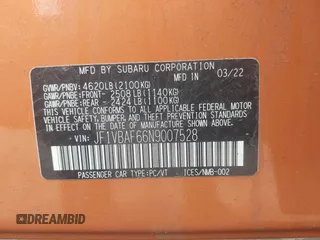 MFD BY SUBARU CORPORATION
03/22
GVWR/PNBV: 4620LB(2100KG)
GAWR/PNBE: FRONT- 2508LB(1140KG)
GAWR/PNBE: REAR - 2424LB(1100KG)
THIS VEHICLE CONFORMS TO ALL APPLICABLE
FEDERAL MOTOR VEHICLE SAFETY, BUMPER, AND
THEFT PREVENTION STANDARDS IN EFFECT ON THE
DATE OF MANUFACTURE SHOWN ABOVE.
VIN: JF1VBAF66N9007528
PASSENGER CAR TYPE:PC/VT ICES/NMB-002
DREAMBID